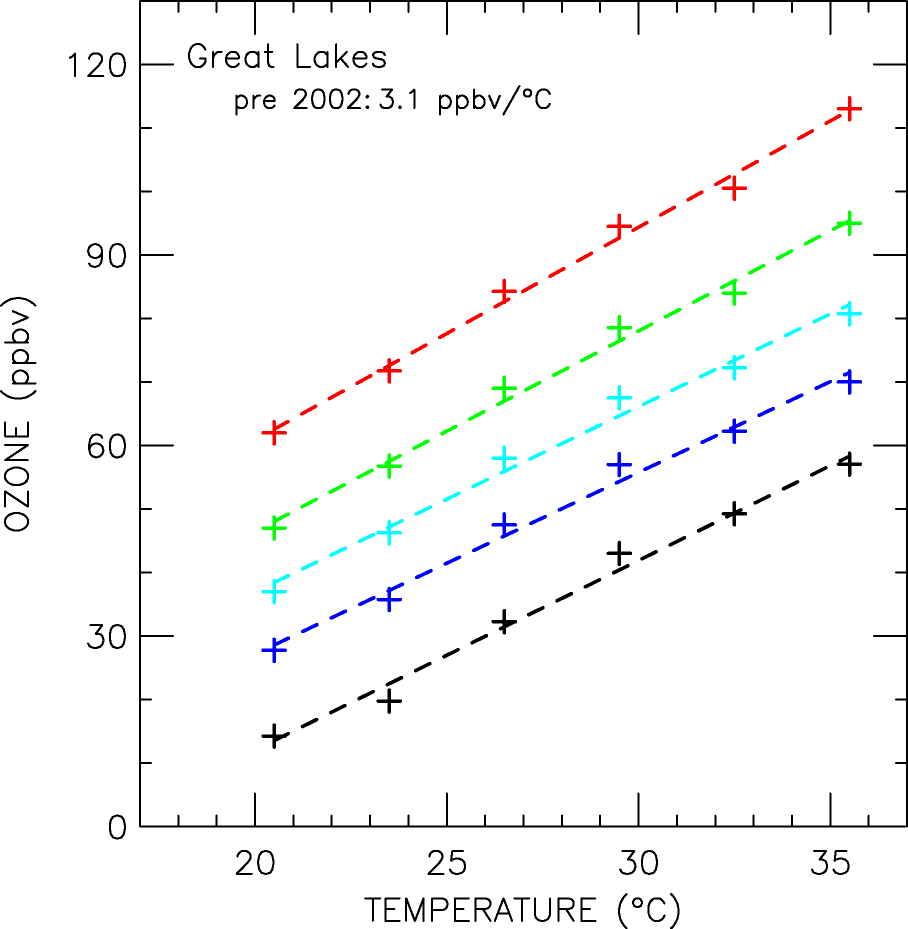 Great Lakes
pre 2002: 3.1 ppbv/°C
120
90
60
30
0
OZONE (ppbv)
20 25 30 35
TEMPERATURE (°C)